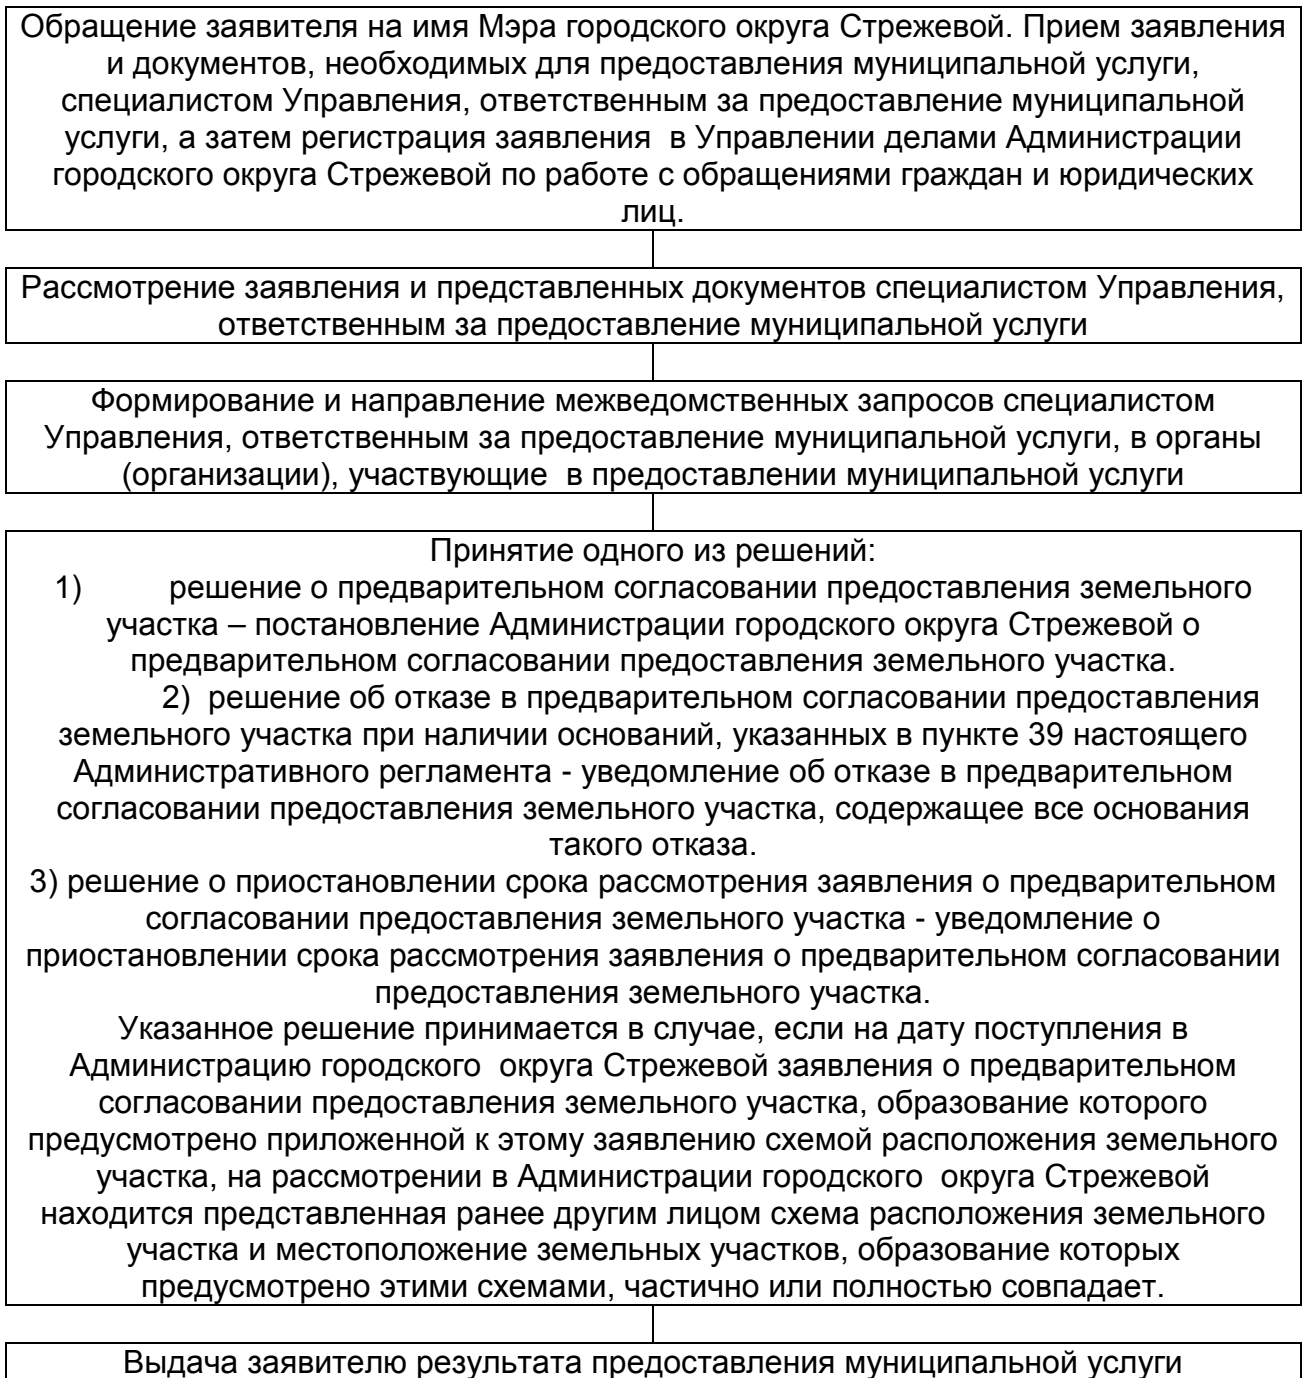 Обращение заявителя на имя Мэра городского округа Стрежевой. Прием заявления
и документов, необходимых для предоставления муниципальной услуги,
специалистом Управления, ответственным за предоставление муниципальной
услуги, а затем регистрация заявления  в Управлении делами Администрации
городского округа Стрежевой по работе с обращениями граждан и юридических
лиц.
Рассмотрение заявления и представленных документов специалистом Управления,
ответственным за предоставление муниципальной услуги
Формирование и направление межведомственных запросов специалистом
Управления, ответственным за предоставление муниципальной услуги, в органы
(организации), участвующие  в предоставлении муниципальной услуги
Принятие одного из решений:
1) решение о предварительном согласовании предоставления земельного
участка – постановление Администрации городского округа Стрежевой о
предварительном согласовании предоставления земельного участка.
2)  решение об отказе в предварительном согласовании предоставления
земельного участка при наличии оснований, указанных в пункте 39 настоящего
Административного регламента - уведомление об отказе в предварительном
согласовании предоставления земельного участка, содержащее все основания
такого отказа.
3) решение о приостановлении срока рассмотрения заявления о предварительном
согласовании предоставления земельного участка - уведомление о
приостановлении срока рассмотрения заявления о предварительном согласовании
предоставления земельного участка.
Указанное решение принимается в случае, если на дату поступления в
Администрацию городского  округа Стрежевой заявления о предварительном
согласовании предоставления земельного участка, образование которого
предусмотрено приложенной к этому заявлению схемой расположения земельного
участка, на рассмотрении в Администрации городского  округа Стрежевой
находится представленная ранее другим лицом схема расположения земельного
участка и местоположение земельных участков, образование которых
предусмотрено этими схемами, частично или полностью совпадает.
Выдача заявителю результата предоставления муниципальной услуги